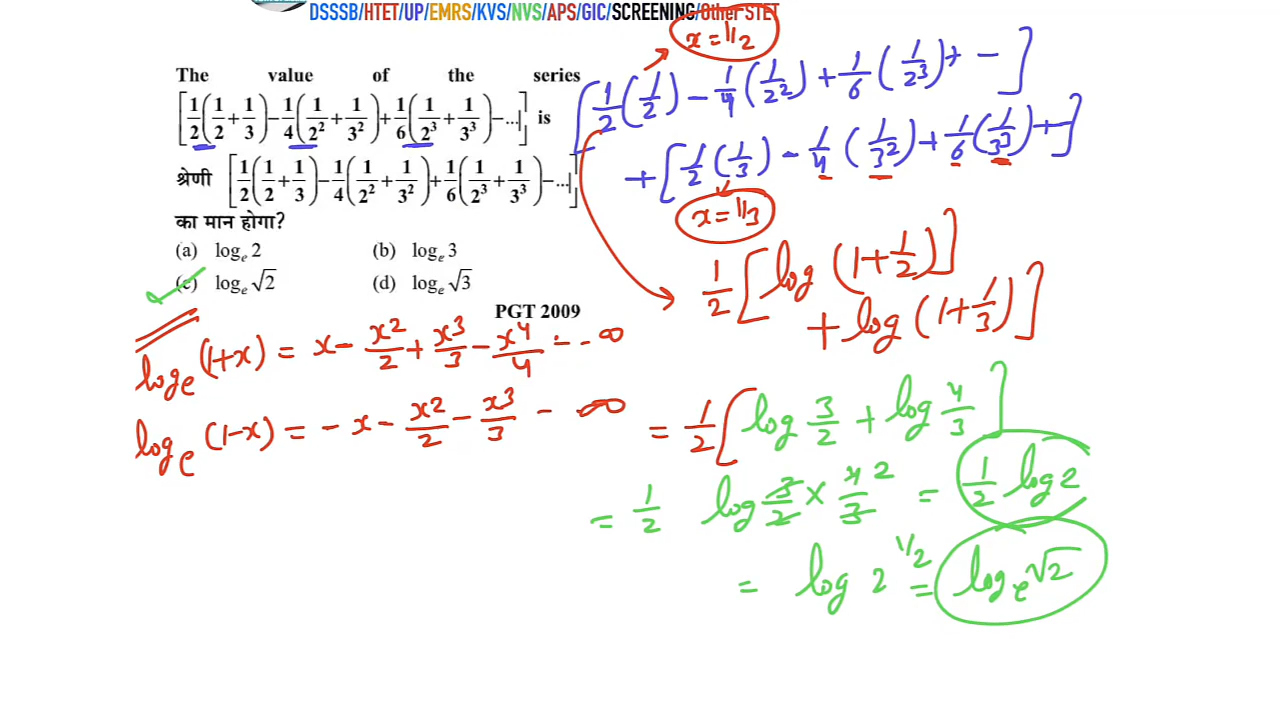 DSSSB/HTET/UP/EMRS/KVS/NVS/APS/GIC/SCREENING/Other STET
The value of the series
[1/2(1/2+1/3)−1/4(1/2²+1/3²)+1/6(1/2³+1/3³)−...] is
श्रेणी [1/2(1/2+1/3)−1/4(1/2²+1/3²)+1/6(1/2³+1/3³)−...]
का मान होगा?
(a) logₑ 2 (b) logₑ 3
(c) logₑ √2 (d) logₑ √3
PGT 2009
logₑ (1+x) = x − x²/2 + x³/3 − x⁴/4 - - . ∞
logₑ (1−x) = − x − x²/2 − x³/3 − ∞
x = 1/2
[1/2 (1/2) − 1/4 (1/2²) + 1/6 (1/2³) + − ]
+ [1/2 (1/3) − 1/4 (1/3²) + 1/6 (1/3³) + − ]
x = 1/3
1/2 [log (1+1/2)]
+ log (1+1/3)]
= 1/2 [log 3/2 + log 4/3]
= 1/2 log 3/2 × 4/3 2 = 1/2 log 2
= log 2^1/2 = logₑ √2